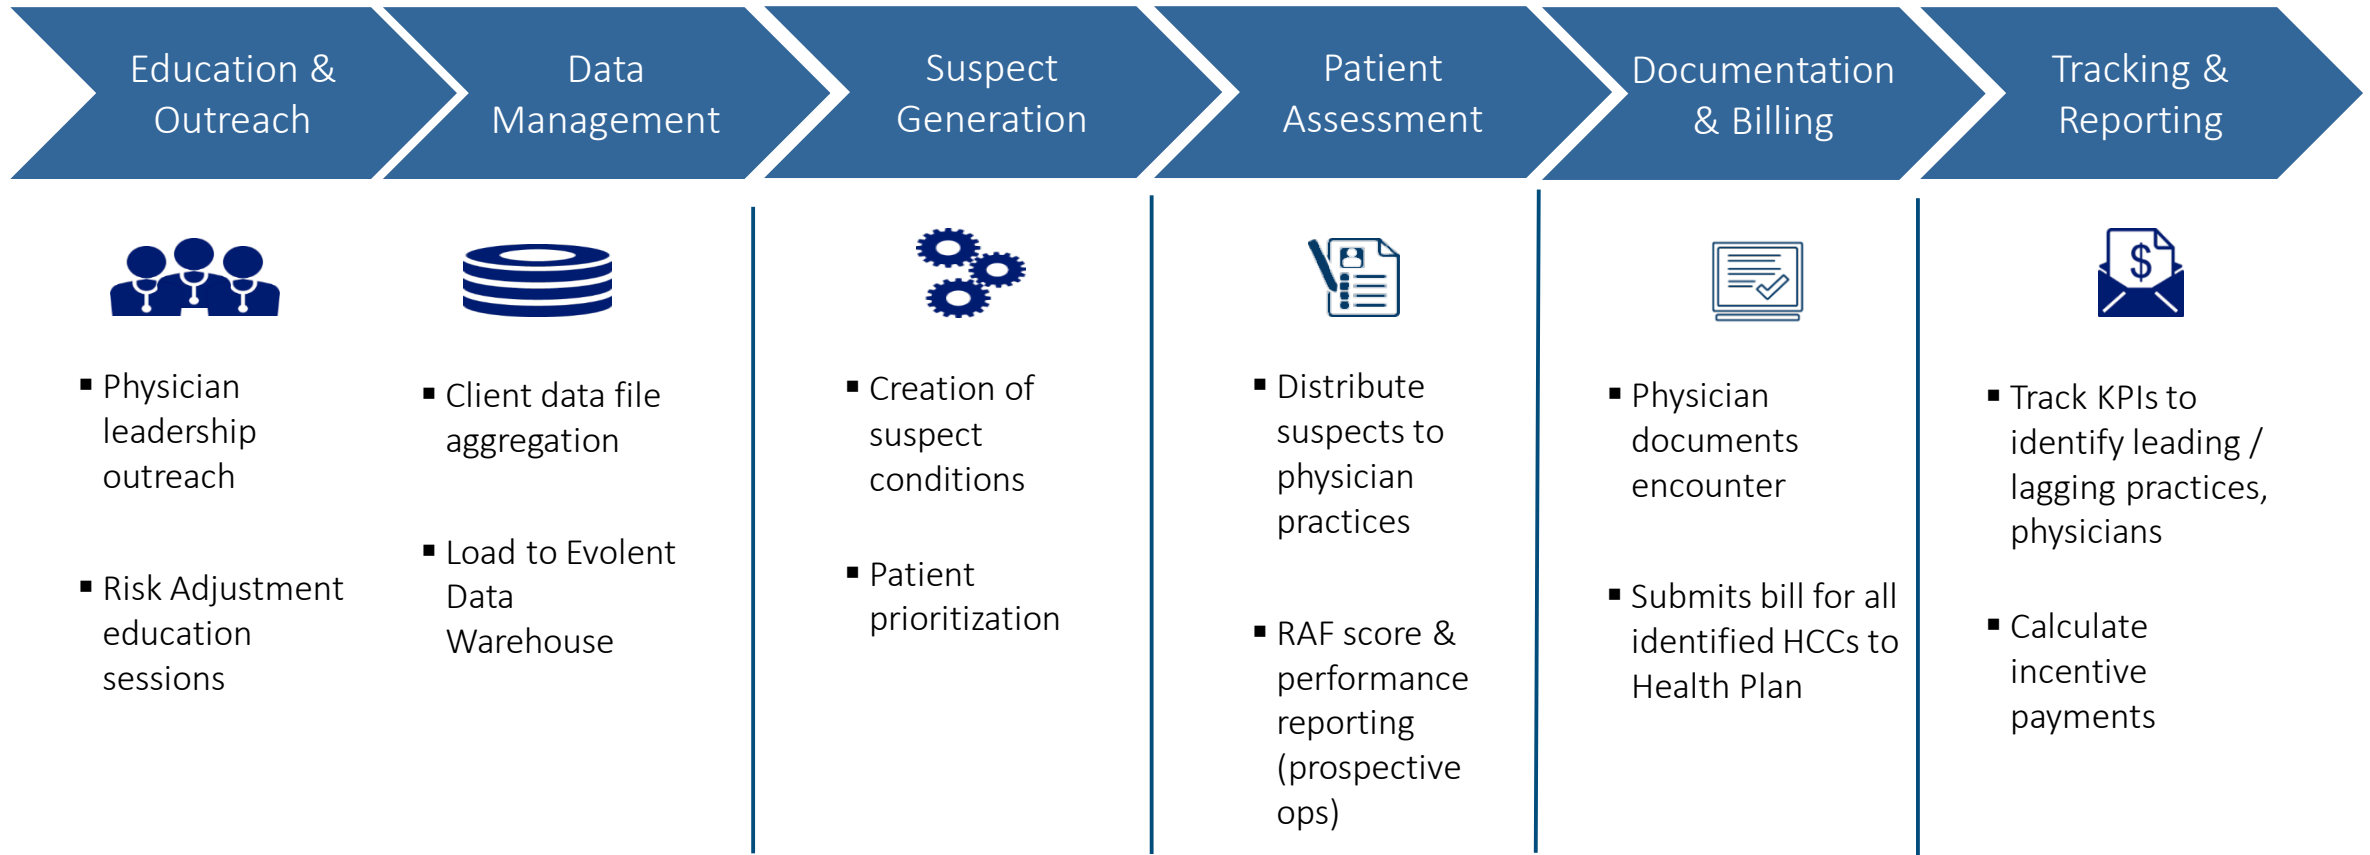 Education &
Outreach
Data
Management
Suspect
Generation
Patient
Assessment
Documentation
& Billing
Tracking &
Reporting
$
▪ Physician
leadership
outreach
▪ Risk Adjustment
education
sessions
▪ Client data file
aggregation
▪ Load to Evolent
Data
Warehouse
▪ Creation of
suspect
conditions
▪ Patient
prioritization
▪ Distribute
suspects to
physician
practices
▪ RAF score &
performance
reporting
(prospective
ops)
▪ Physician
documents
encounter
▪ Submits bill for all
identified HCCs to
Health Plan
▪ Track KPIs to
identify leading /
lagging practices,
physicians
▪ Calculate
incentive
payments